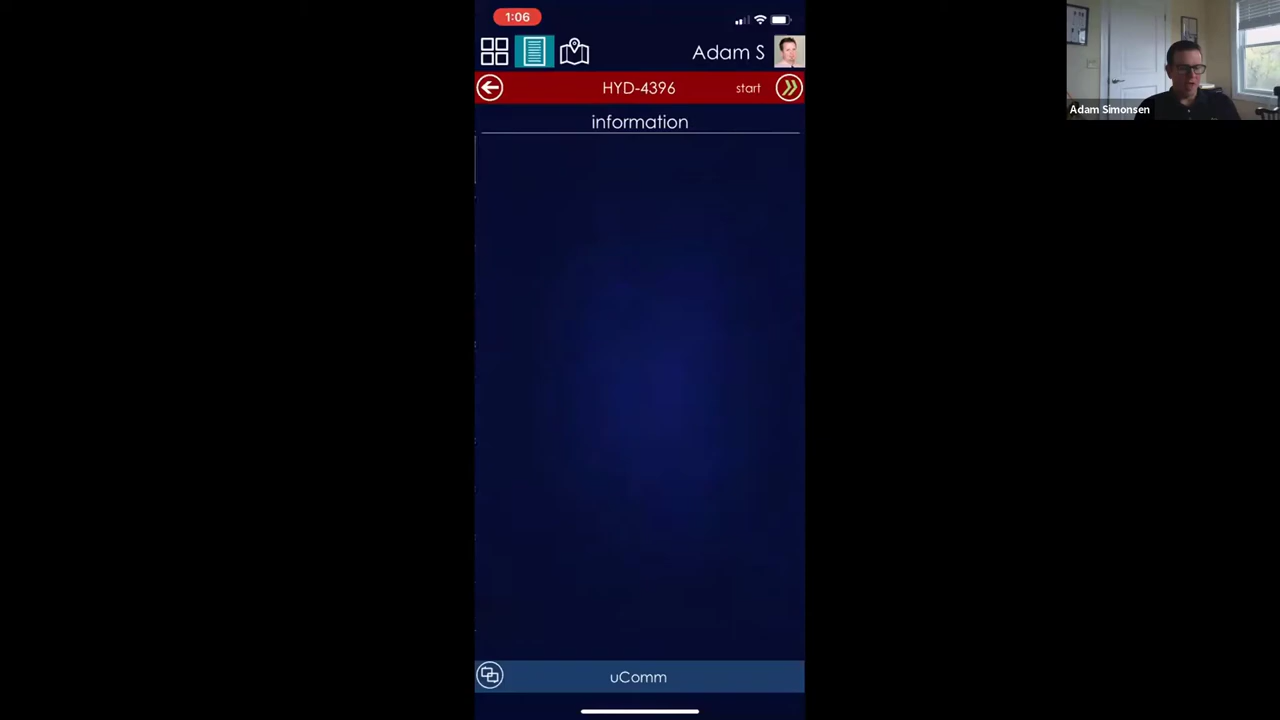 1:06
Adam S
HYD-4396
start
information
uComm
Adam Simonsen